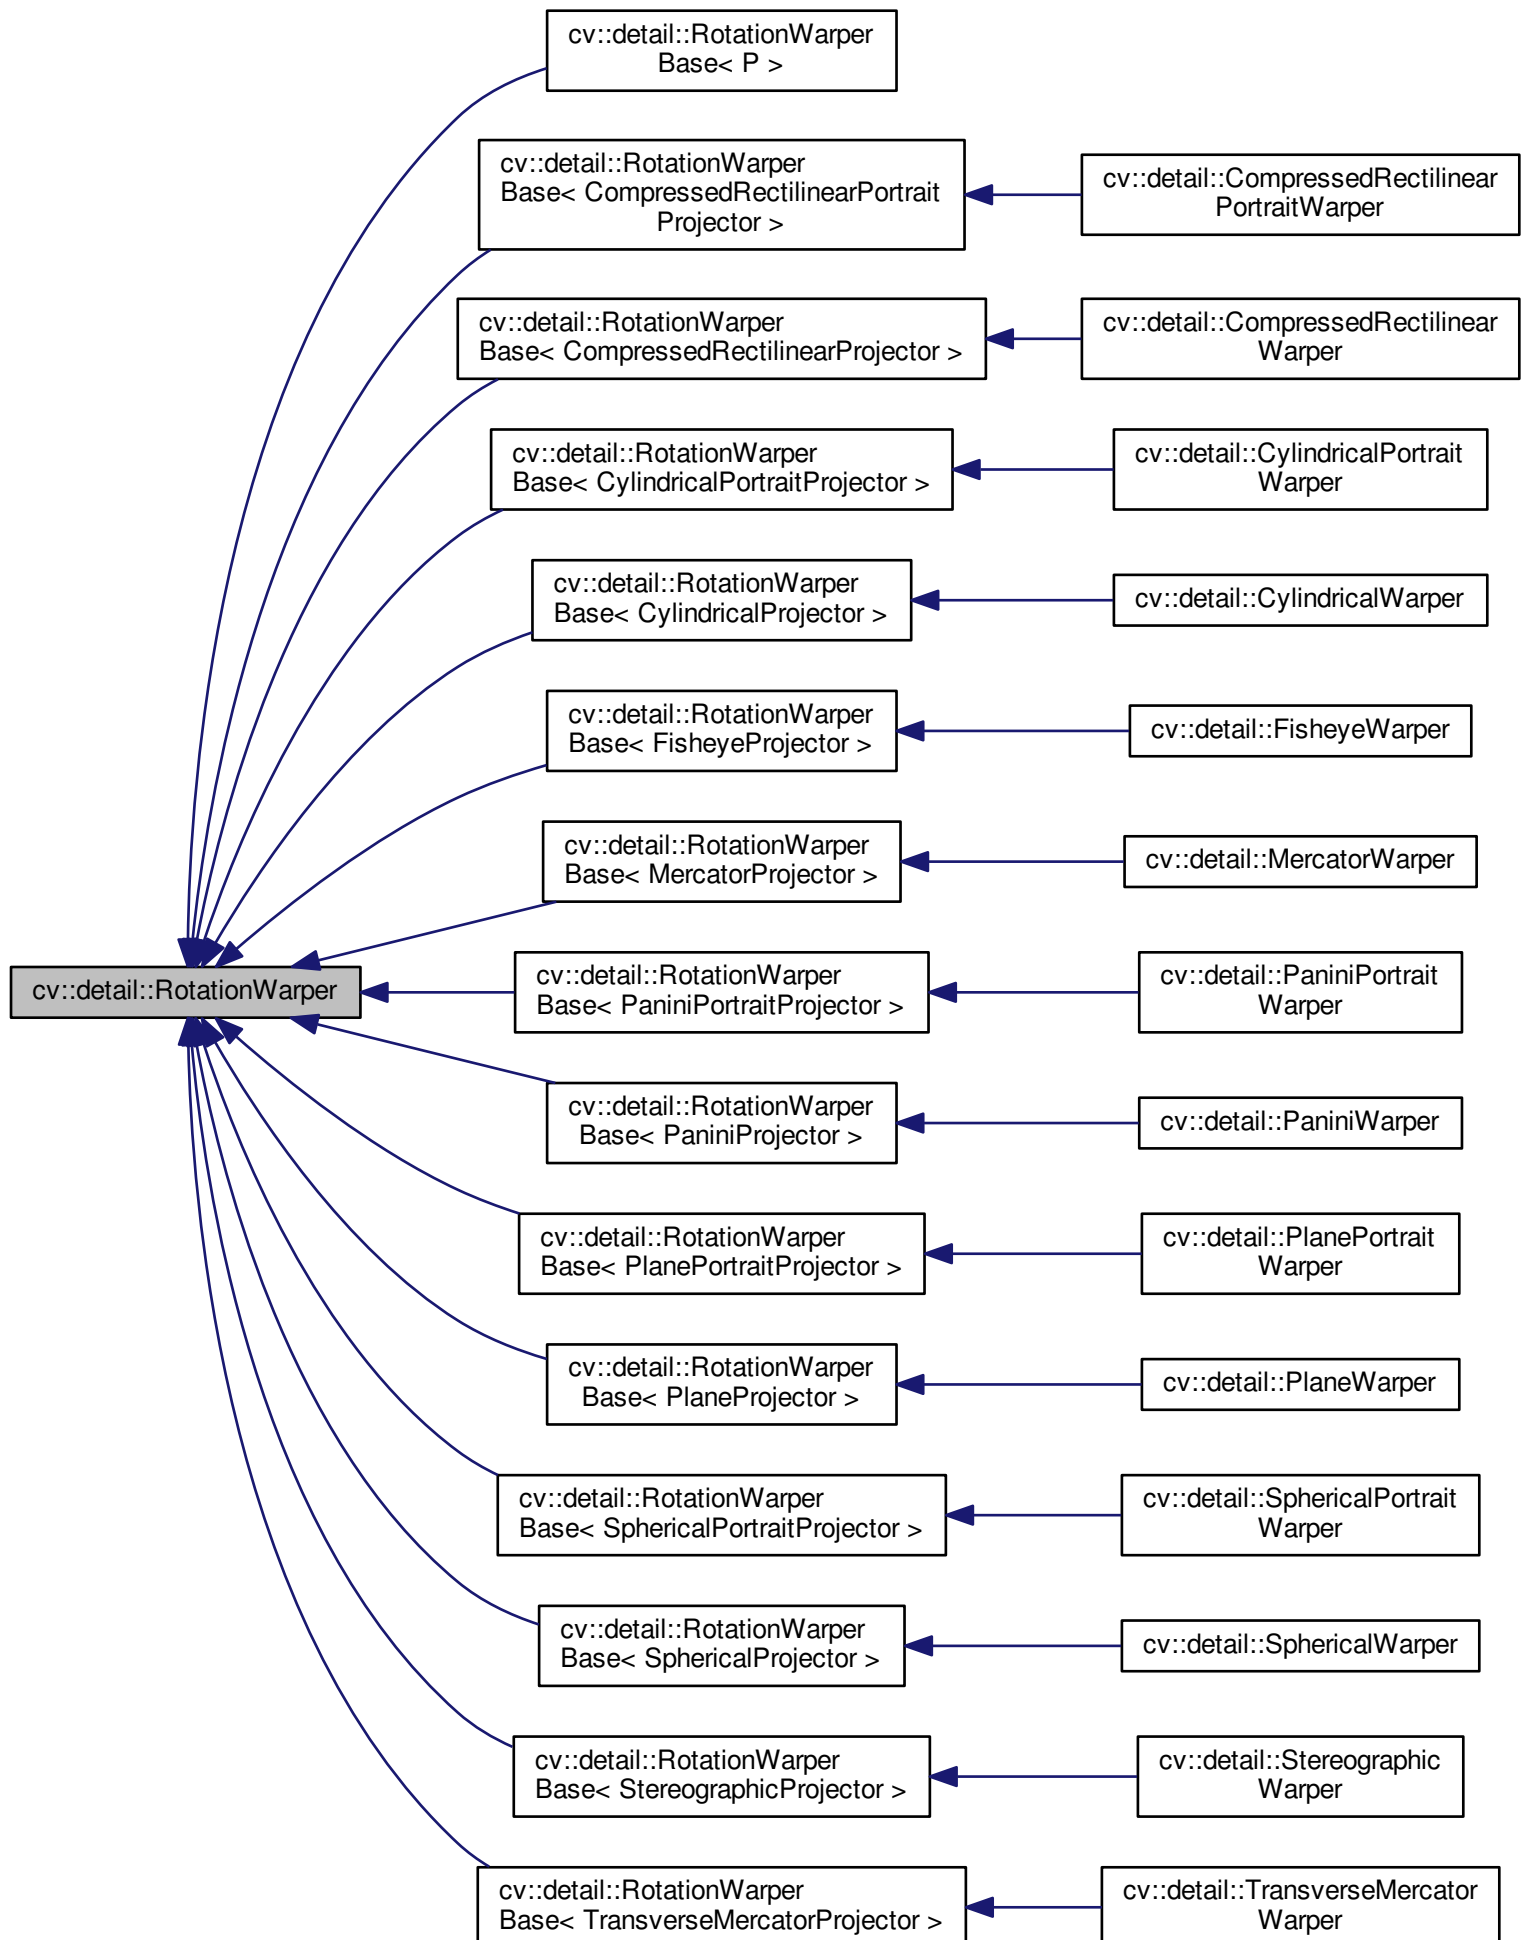 cv::detail::RotationWarper
Base< P >
cv::detail::RotationWarper
Base< CompressedRectilinearPortrait
Projector >
cv::detail::CompressedRectilinear
PortraitWarper
cv::detail::RotationWarper
Base< CompressedRectilinearProjector >
cv::detail::CompressedRectilinear
Warper
cv::detail::RotationWarper
Base< CylindricalPortraitProjector >
cv::detail::CylindricalPortrait
Warper
cv::detail::RotationWarper
Base< CylindricalProjector >
cv::detail::CylindricalWarper
cv::detail::RotationWarper
Base< FisheyeProjector >
cv::detail::FisheyeWarper
cv::detail::RotationWarper
Base< MercatorProjector >
cv::detail::MercatorWarper
cv::detail::RotationWarper
cv::detail::RotationWarper
Base< PaniniPortraitProjector >
cv::detail::PaniniPortrait
Warper
cv::detail::RotationWarper
Base< PaniniProjector >
cv::detail::PaniniWarper
cv::detail::RotationWarper
Base< PlanePortraitProjector >
cv::detail::PlanePortrait
Warper
cv::detail::RotationWarper
Base< PlaneProjector >
cv::detail::PlaneWarper
cv::detail::RotationWarper
Base< SphericalPortraitProjector >
cv::detail::SphericalPortrait
Warper
cv::detail::RotationWarper
Base< SphericalProjector >
cv::detail::SphericalWarper
cv::detail::RotationWarper
Base< StereographicProjector >
cv::detail::Stereographic
Warper
cv::detail::RotationWarper
Base< TransverseMercatorProjector >
cv::detail::TransverseMercator
Warper